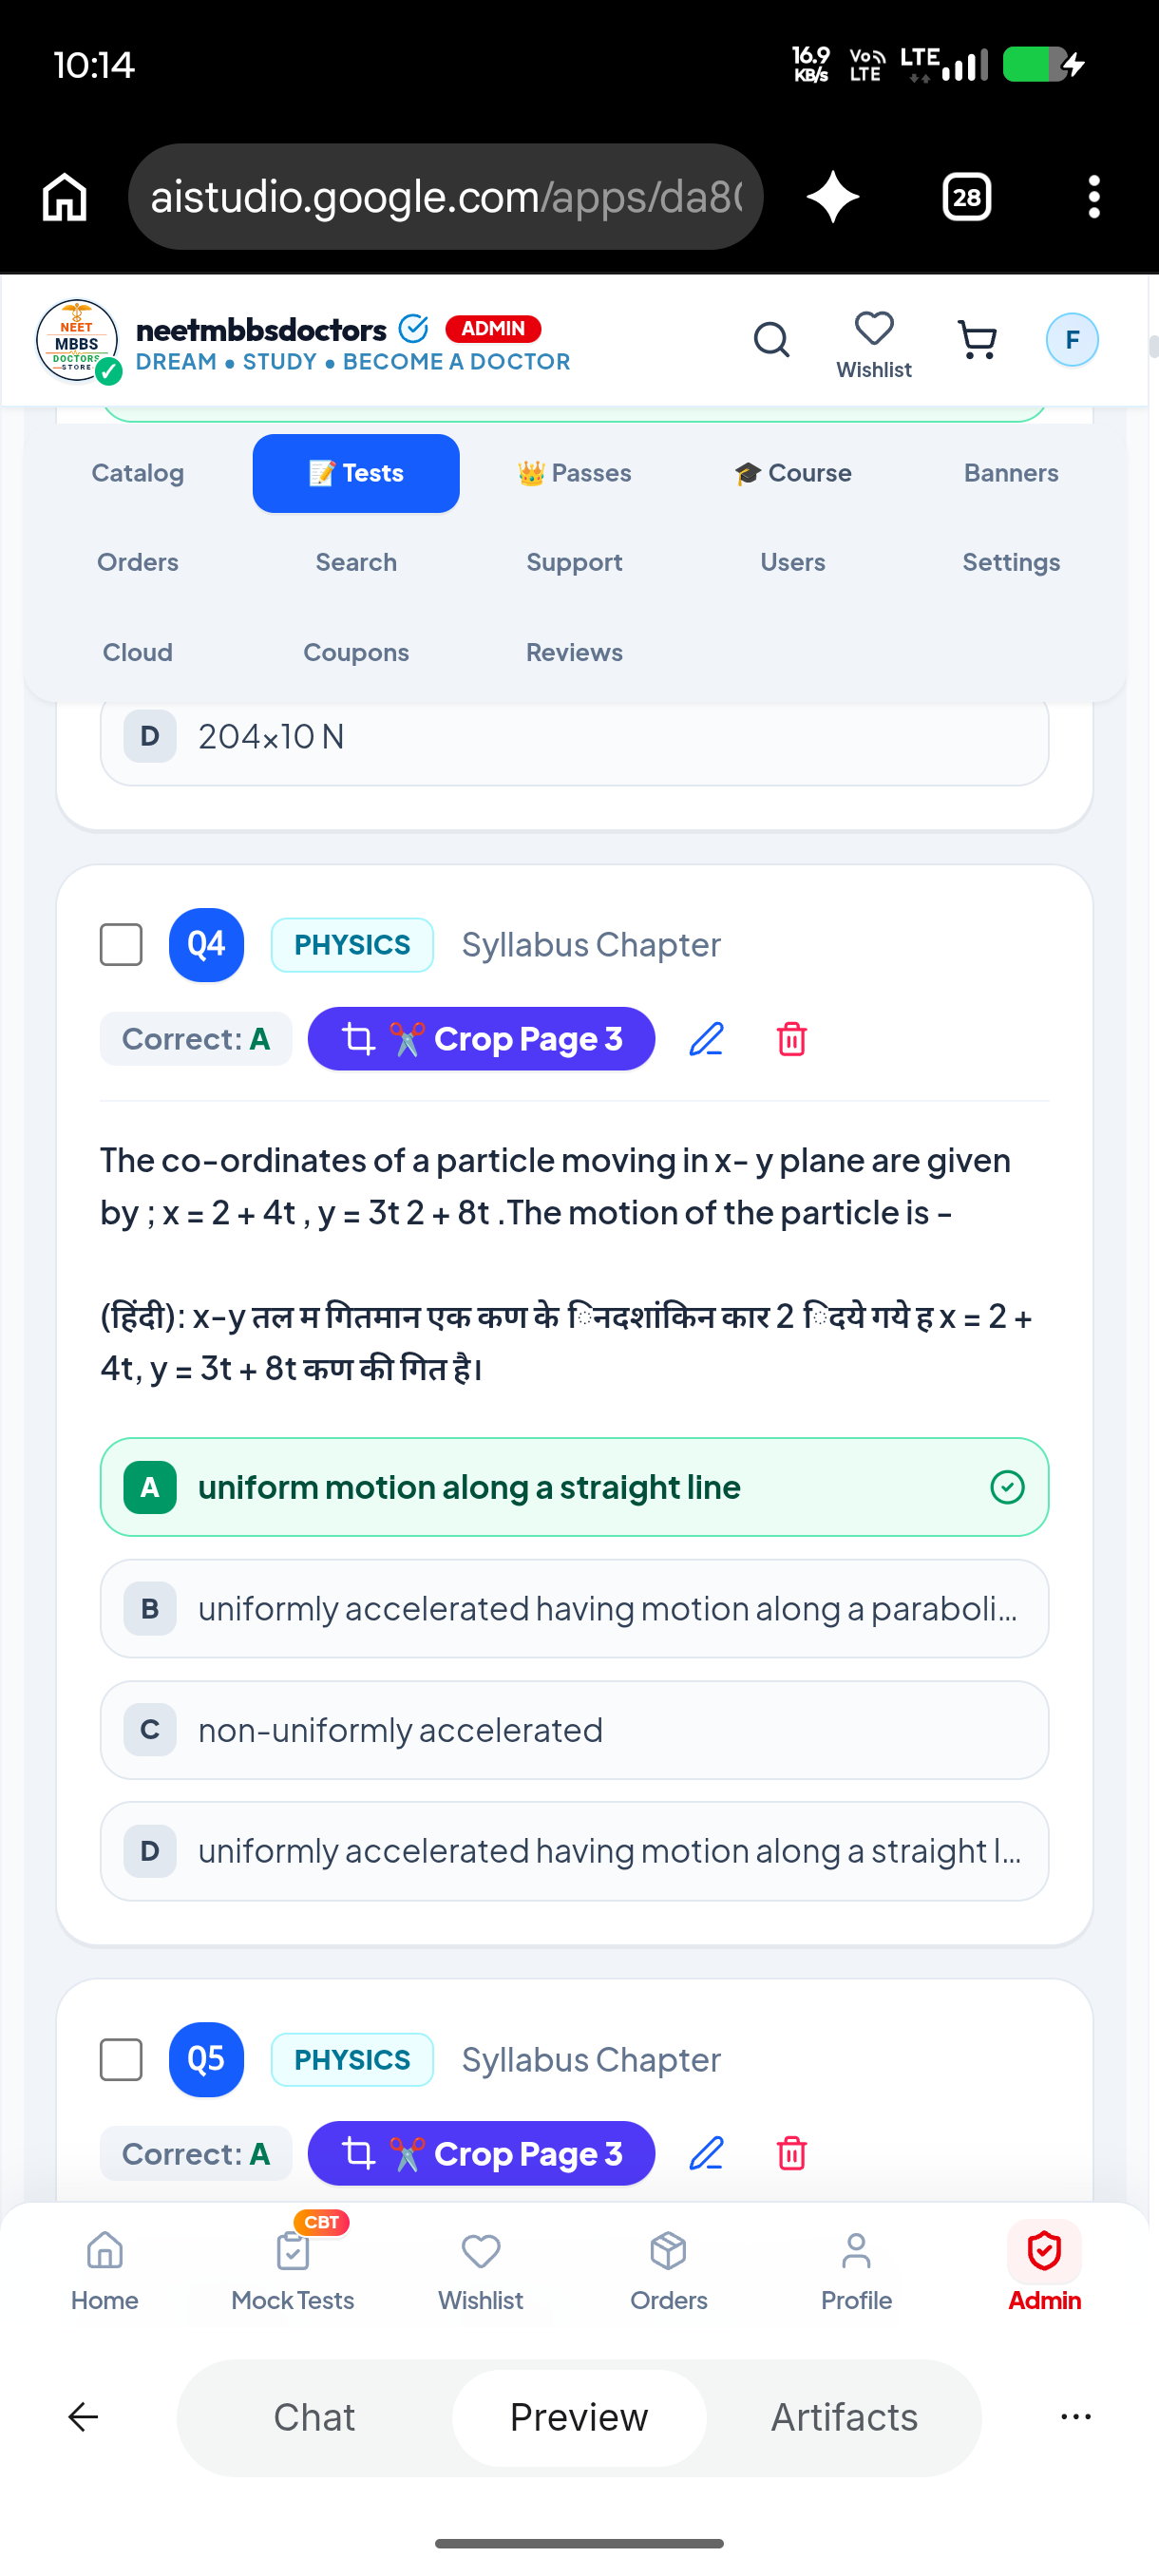 10:14
16.9 KB/s Vo LTE LTE
aistudio.google.com/apps/da8
28
NEET MBBS DOCTORS STORE
neetmbbsdoctors ADMIN
DREAM • STUDY • BECOME A DOCTOR
Wishlist
F
Catalog 📝 Tests 👑 Passes 🎓 Course Banners
Orders Search Support Users Settings
Cloud Coupons Reviews
D 204×10 N
Q4 PHYSICS Syllabus Chapter
Correct: A ✂️ Crop Page 3
The co-ordinates of a particle moving in x- y plane are given
by ; x = 2 + 4t , y = 3t 2 + 8t .The motion of the particle is -
(हिंदी): x-y तल म गितमान एक कण के िनदशांकिन कार 2 िदये गये ह x = 2 +
4t, y = 3t + 8t कण की गित है।
A uniform motion along a straight line
B uniformly accelerated having motion along a paraboli...
C non-uniformly accelerated
D uniformly accelerated having motion along a straight l...
Q5 PHYSICS Syllabus Chapter
Correct: A ✂️ Crop Page 3
CBT
Home Mock Tests Wishlist Orders Profile Admin
Chat Preview Artifacts